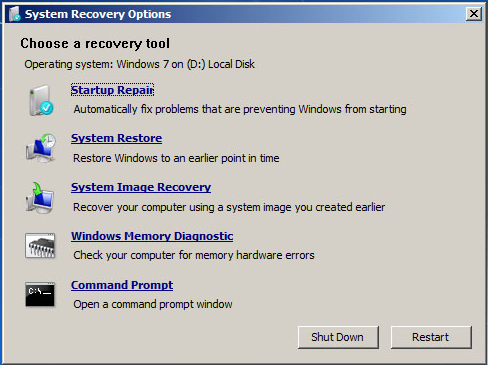 System Recovery Options
Choose a recovery tool
Operating system: Windows 7 on (D:) Local Disk
Startup Repair
Automatically fix problems that are preventing Windows from starting
System Restore
Restore Windows to an earlier point in time
System Image Recovery
Recover your computer using a system image you created earlier
Windows Memory Diagnostic
Check your computer for memory hardware errors
C:\_
Command Prompt
Open a command prompt window
Shut Down Restart